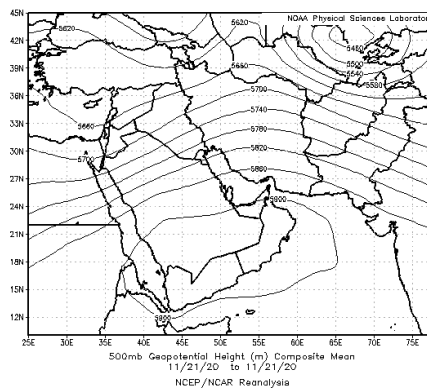 NOAA Physical Sciences Laborator
45N
42N
39N
36N
33N
30N
27N
24N
21N
18N
15N
12N
5620
5620
5460
5500
5540
5580
5660
5700
5740
5780
5820
5860
5660
5700
5900
5900
25E 30E 35E 40E 45E 50E 55E 60E 65E 70E 75E
500mb Geopotential Height (m) Composite Mean
11/21/20 to 11/21/20
NCEP/NCAR Reanalysis